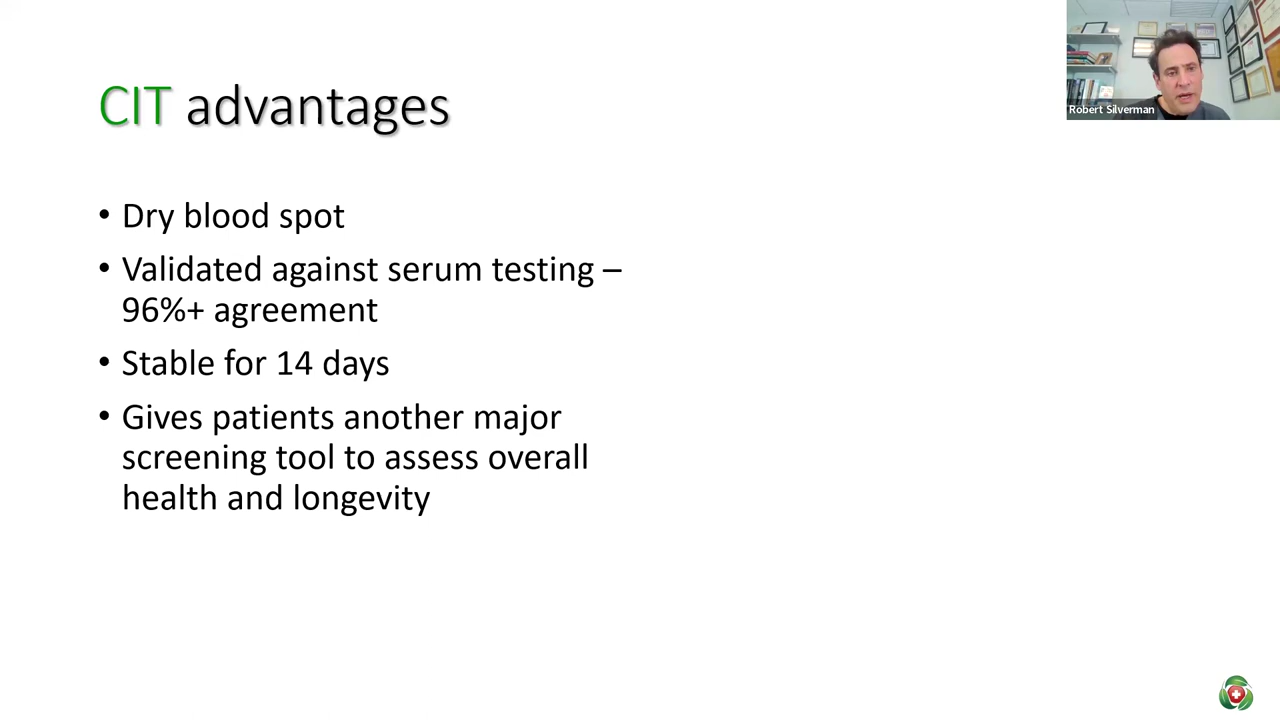 CIT advantages
Robert Silverman
• Dry blood spot
• Validated against serum testing –
96%+ agreement
• Stable for 14 days
• Gives patients another major
screening tool to assess overall
health and longevity